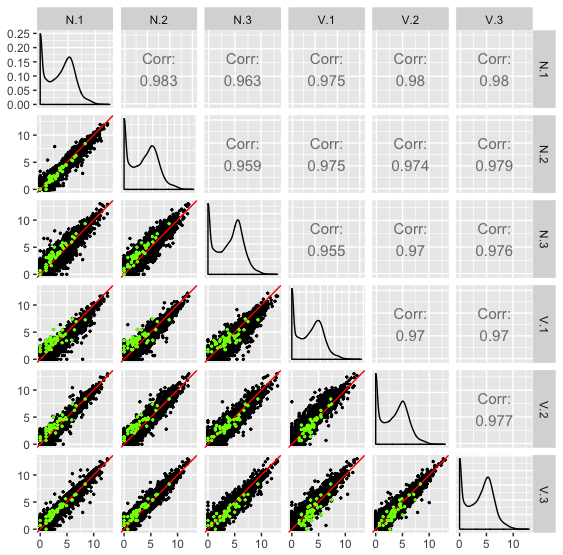 N.1 N.2 N.3 V.1 V.2 V.3
0.25
0.20
0.15
0.10
0.05
0.00
Corr: Corr: Corr: Corr: Corr:
0.983 0.963 0.975 0.98 0.98
N.1
10
5
0
Corr: Corr: Corr: Corr:
0.959 0.975 0.974 0.979
N.2
10
5
0
Corr: Corr: Corr:
0.955 0.97 0.976
N.3
10
5
0
Corr: Corr:
0.97 0.97
V.1
10
5
0
Corr:
0.977
V.2
10
5
0
V.3
0 5 10 0 5 10 0 5 10 0 5 10 0 5 10 0 5 10